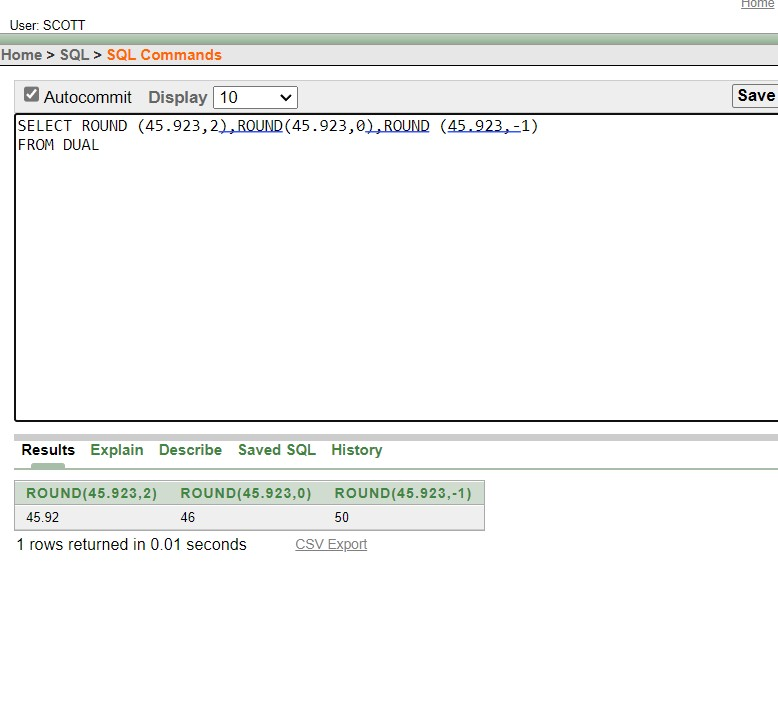 Home
User: SCOTT
Home > SQL > SQL Commands
Autocommit Display 10 Save
SELECT ROUND (45.923,2),ROUND(45.923,0),ROUND (45.923,-1)
FROM DUAL
Results Explain Describe Saved SQL History
ROUND(45.923,2) ROUND(45.923,0) ROUND(45.923,-1)
45.92 46 50
1 rows returned in 0.01 seconds CSV Export